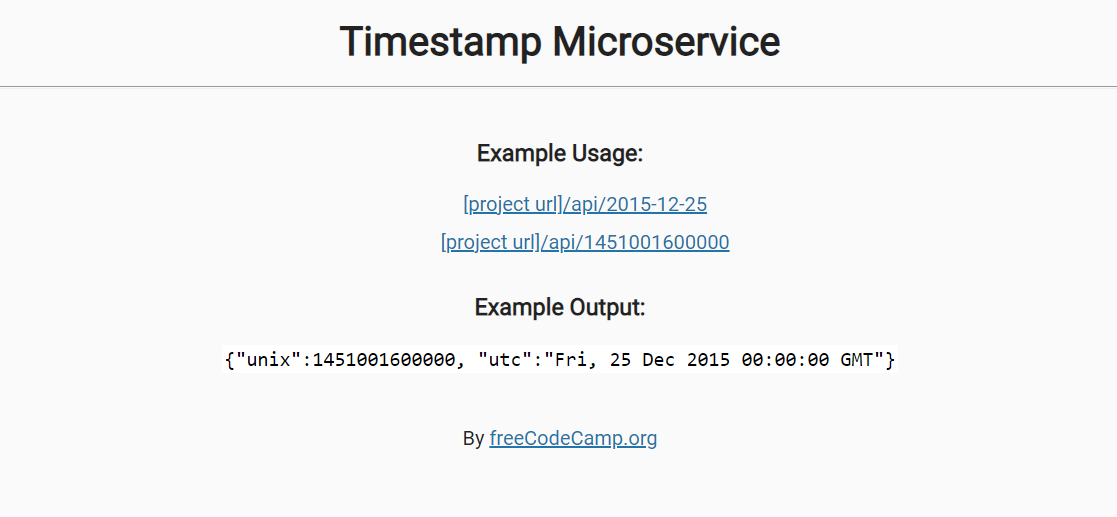 Timestamp Microservice
Example Usage:
[project url]/api/2015-12-25
[project url]/api/1451001600000
Example Output:
{"unix":1451001600000, "utc":"Fri, 25 Dec 2015 00:00:00 GMT"}
By freeCodeCamp.org